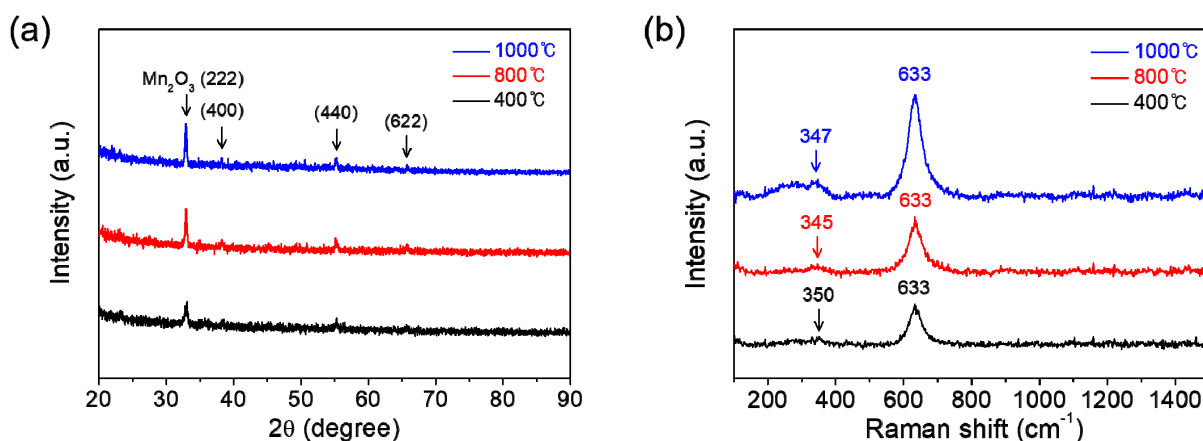 (a)
1000℃
800℃
400℃
Mn₂O₃ (222)
(400)
(440)
(622)
Intensity (a.u.)
20 30 40 50 60 70 80 90
2θ (degree)
(b)
1000℃
800℃
400℃
633
347
633
345
633
350
Intensity (a.u.)
200 400 600 800 1000 1200 1400
Raman shift (cm⁻¹)